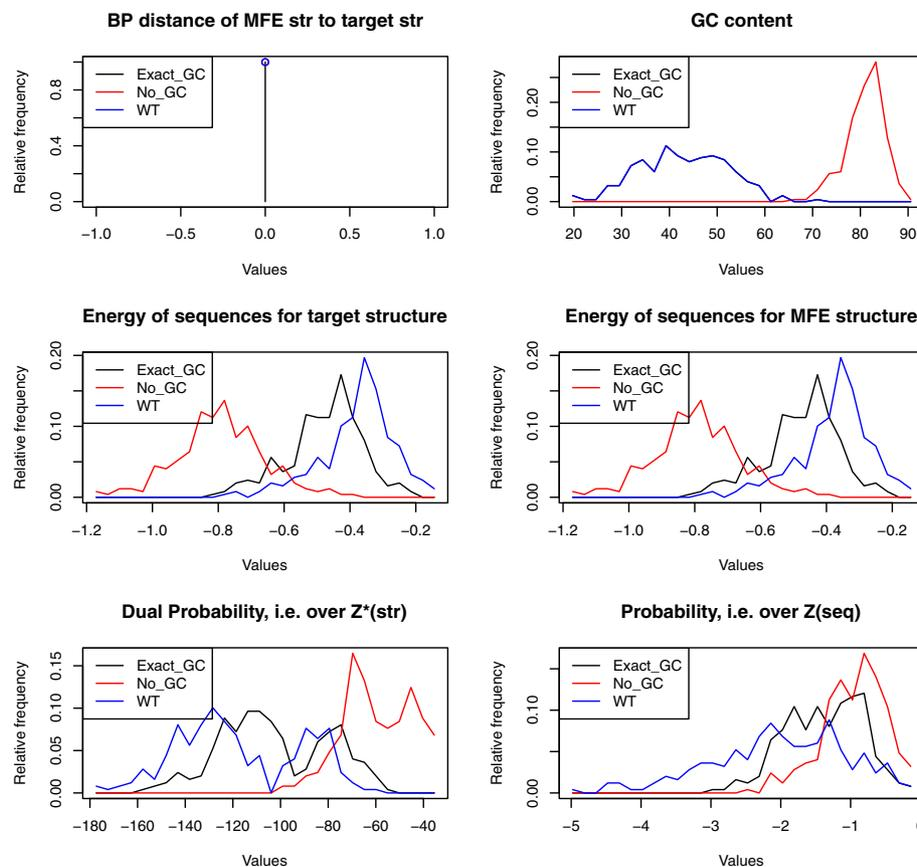 BP distance of MFE str to target str
Relative frequency
0.0 0.4 0.8
Exact_GC
No_GC
WT
−1.0 −0.5 0.0 0.5 1.0
Values
GC content
Relative frequency
0.00 0.10 0.20
Exact_GC
No_GC
WT
20 30 40 50 60 70 80 90
Values
Energy of sequences for target structure
Relative frequency
0.00 0.10 0.20
Exact_GC
No_GC
WT
−1.2 −1.0 −0.8 −0.6 −0.4 −0.2
Values
Energy of sequences for MFE structure
Relative frequency
0.00 0.10 0.20
Exact_GC
No_GC
WT
−1.2 −1.0 −0.8 −0.6 −0.4 −0.2
Values
Dual Probability, i.e. over Z*(str)
Relative frequency
0.00 0.05 0.10 0.15
Exact_GC
No_GC
WT
−180 −160 −140 −120 −100 −80 −60 −40
Values
Probability, i.e. over Z(seq)
Relative frequency
0.00 0.10
Exact_GC
No_GC
WT
−5 −4 −3 −2 −1
Values